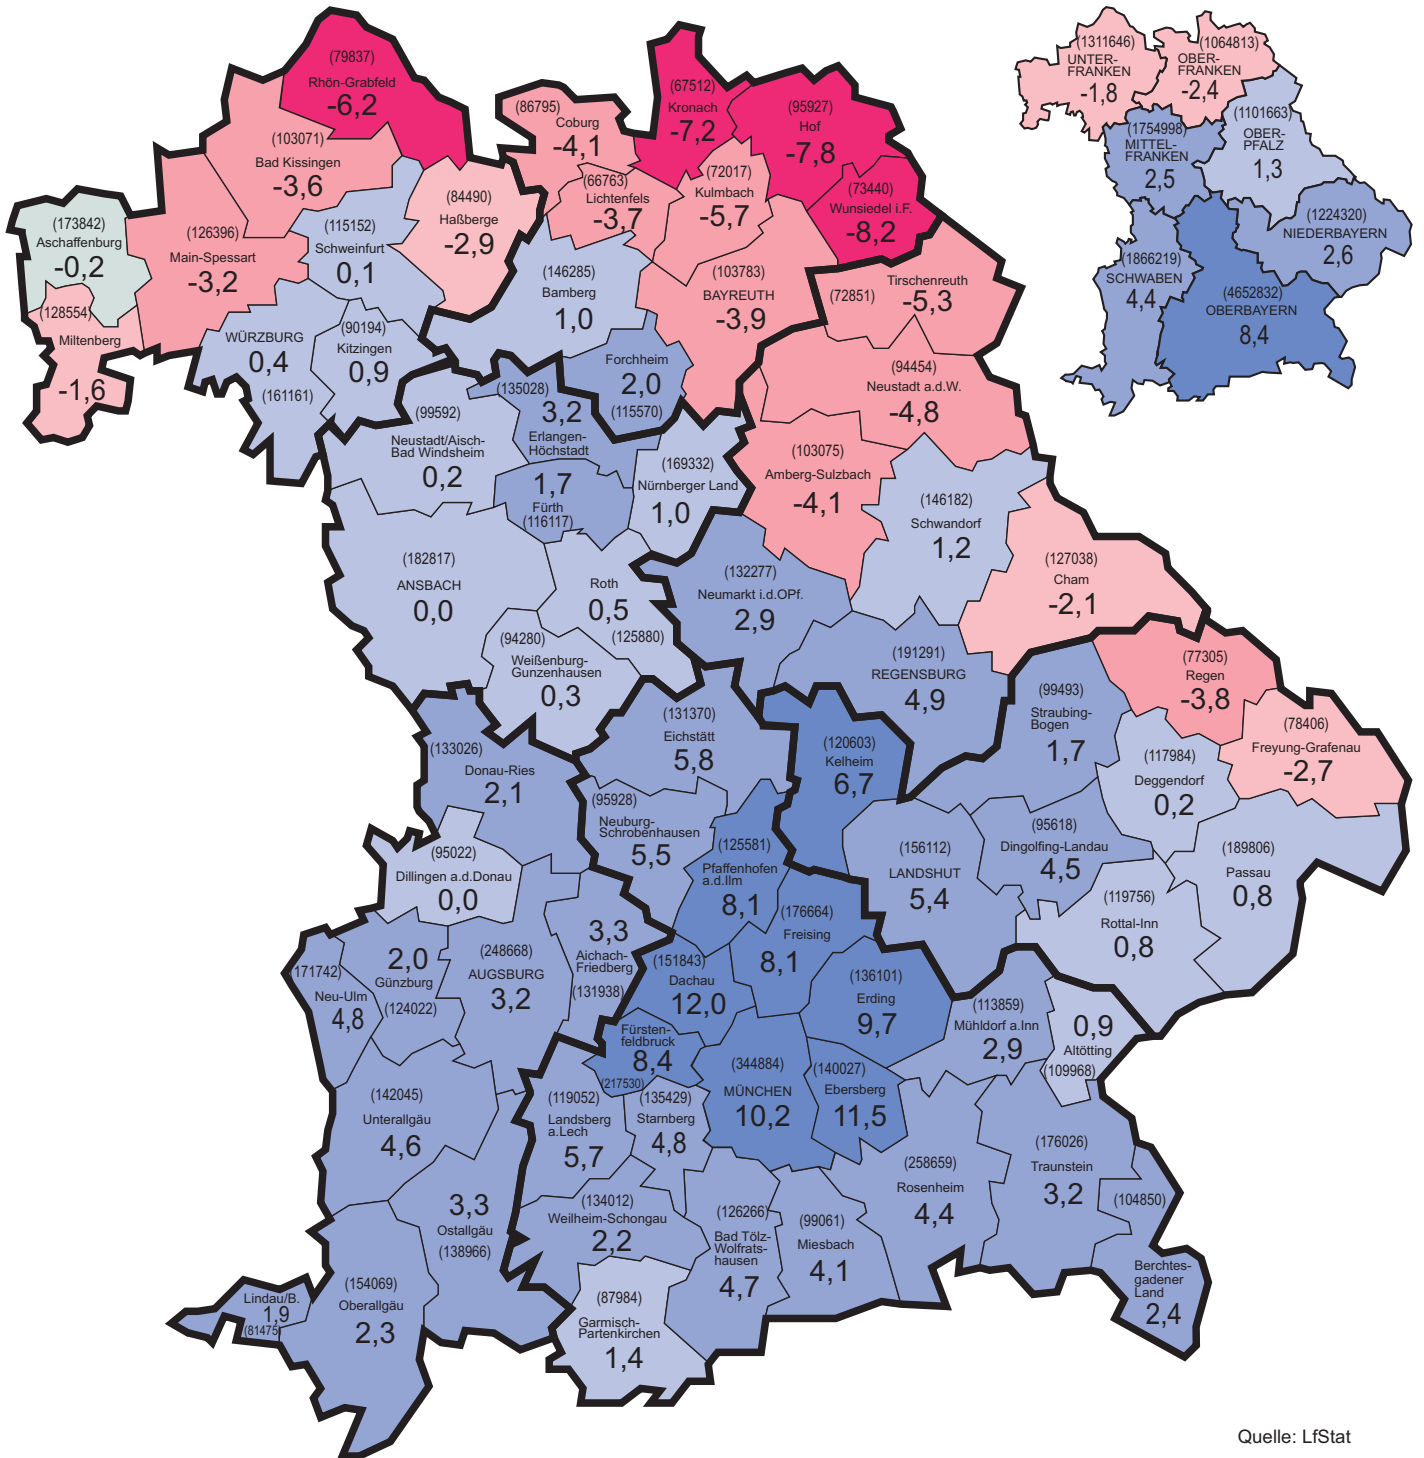 (79837)
Rhön-Grabfeld
-6,2
(103071)
Bad Kissingen
-3,6
(173842)
Aschaffenburg
-0,2
(126396)
Main-Spessart
-3,2
(128554)
Miltenberg
-1,6
(115152)
Schweinfurt
0,1
(84490)
Haßberge
-2,9
WÜRZBURG
0,4
(161161)
(90194)
Kitzingen
0,9
(86795)
Coburg
-4,1
(67512)
Kronach
-7,2
(95927)
Hof
-7,8
(66763)
Lichtenfels
-3,7
(72017)
Kulmbach
-5,7
(73440)
Wunsiedel i.F.
-8,2
(146285)
Bamberg
1,0
(103783)
BAYREUTH
-3,9
Forchheim
2,0
(115570)
Tirschenreuth
(72851)
-5,3
(94454)
Neustadt a.d.W.
-4,8
(103075)
Amberg-Sulzbach
-4,1
(146182)
Schwandorf
1,2
(127038)
Cham
-2,1
(132277)
Neumarkt i.d.OPf.
2,9
(191291)
REGENSBURG
4,9
(99592)
Neustadt/Aisch-
Bad Windsheim
0,2
(135028)
3,2
Erlangen-
Höchstadt
1,7
Fürth
(116117)
(169332)
Nürnberger Land
1,0
(182817)
ANSBACH
0,0
Roth
0,5
(125880)
(94280)
Weißenburg-
Gunzenhausen
0,3
(77305)
Regen
-3,8
(78406)
Freyung-Grafenau
-2,7
(99493)
Straubing-
Bogen
1,7
(117984)
Deggendorf
0,2
(120603)
Kelheim
6,7
(156112)
LANDSHUT
5,4
(95618)
Dingolfing-Landau
4,5
(189806)
Passau
0,8
(119756)
Rottal-Inn
0,8
(131370)
Eichstätt
5,8
(95928)
Neuburg-
Schrobenhausen
5,5
(125581)
Pfaffenhofen
a.d.Ilm
8,1
(176664)
Freising
8,1
(151843)
Dachau
12,0
(136101)
Erding
9,7
(113859)
Mühldorf a.Inn
2,9
0,9
Altötting
(109968)
Fürsten-
feldbruck
8,4
(217530)
(344884)
MÜNCHEN
10,2
(140027)
Ebersberg
11,5
(119052)
Landsberg
a.Lech
5,7
(135429)
Starnberg
4,8
(134012)
Weilheim-Schongau
2,2
(126266)
Bad Tölz-
Wolfrats-
hausen
4,7
(99061)
Miesbach
4,1
(258659)
Rosenheim
4,4
(176026)
Traunstein
3,2
(104850)
Berchtes-
gadener
Land
2,4
(87984)
Garmisch-
Partenkirchen
1,4
(133026)
Donau-Ries
2,1
(95022)
Dillingen a.d.Donau
0,0
2,0
Günzburg
(124022)
(248668)
AUGSBURG
3,2
3,3
Aichach-
Friedberg
(131938)
(171742)
Neu-Ulm
4,8
(142045)
Unterallgäu
4,6
3,3
Ostallgäu
(138966)
(154069)
Oberallgäu
2,3
Lindau/B.
1,9
(81475)
(1311646)
UNTER-
FRANKEN
-1,8
(1064813)
OBER-
FRANKEN
-2,4
(1754998)
MITTEL-
FRANKEN
2,5
(1101663)
OBER-
PFALZ
1,3
(1224320)
NIEDERBAYERN
2,6
(1866219)
SCHWABEN
4,4
(4652832)
OBERBAYERN
8,4
Quelle: LfStat